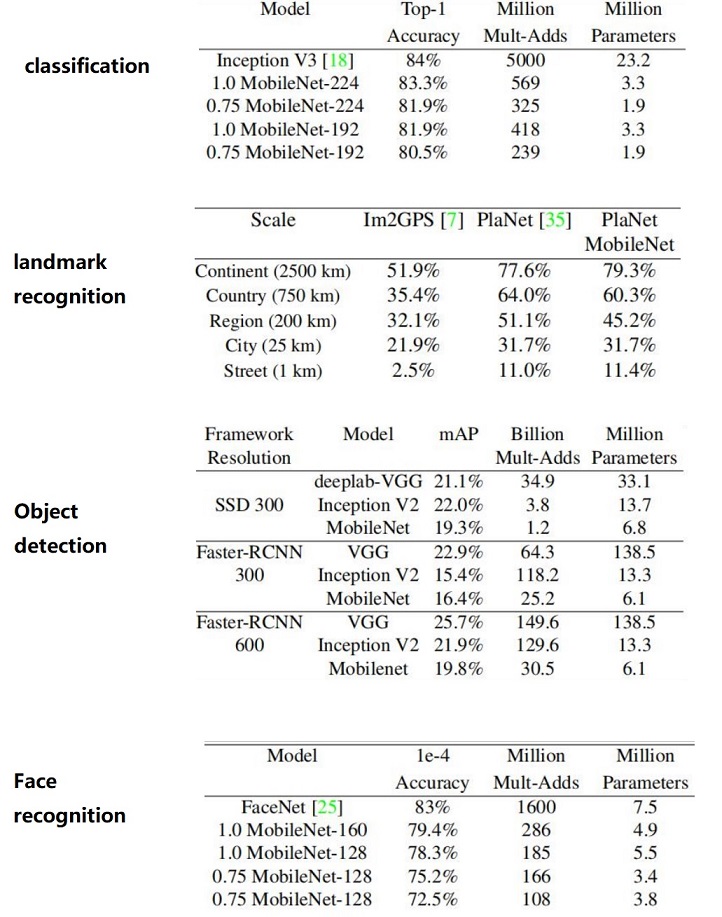 classification
Model Top-1 Million Million
Accuracy Mult-Adds Parameters
Inception V3 [18] 84% 5000 23.2
1.0 MobileNet-224 83.3% 569 3.3
0.75 MobileNet-224 81.9% 325 1.9
1.0 MobileNet-192 81.9% 418 3.3
0.75 MobileNet-192 80.5% 239 1.9
landmark
recognition
Scale Im2GPS [7] PlaNet [35] PlaNet
MobileNet
Continent (2500 km) 51.9% 77.6% 79.3%
Country (750 km) 35.4% 64.0% 60.3%
Region (200 km) 32.1% 51.1% 45.2%
City (25 km) 21.9% 31.7% 31.7%
Street (1 km) 2.5% 11.0% 11.4%
Object
detection
Framework Model mAP Billion Million
Resolution Mult-Adds Parameters
deeplab-VGG 21.1% 34.9 33.1
SSD 300 Inception V2 22.0% 3.8 13.7
MobileNet 19.3% 1.2 6.8
Faster-RCNN VGG 22.9% 64.3 138.5
300 Inception V2 15.4% 118.2 13.3
MobileNet 16.4% 25.2 6.1
Faster-RCNN VGG 25.7% 149.6 138.5
600 Inception V2 21.9% 129.6 13.3
Mobilenet 19.8% 30.5 6.1
Face
recognition
Model 1e-4 Million Million
Accuracy Mult-Adds Parameters
FaceNet [25] 83% 1600 7.5
1.0 MobileNet-160 79.4% 286 4.9
1.0 MobileNet-128 78.3% 185 5.5
0.75 MobileNet-128 75.2% 166 3.4
0.75 MobileNet-128 72.5% 108 3.8